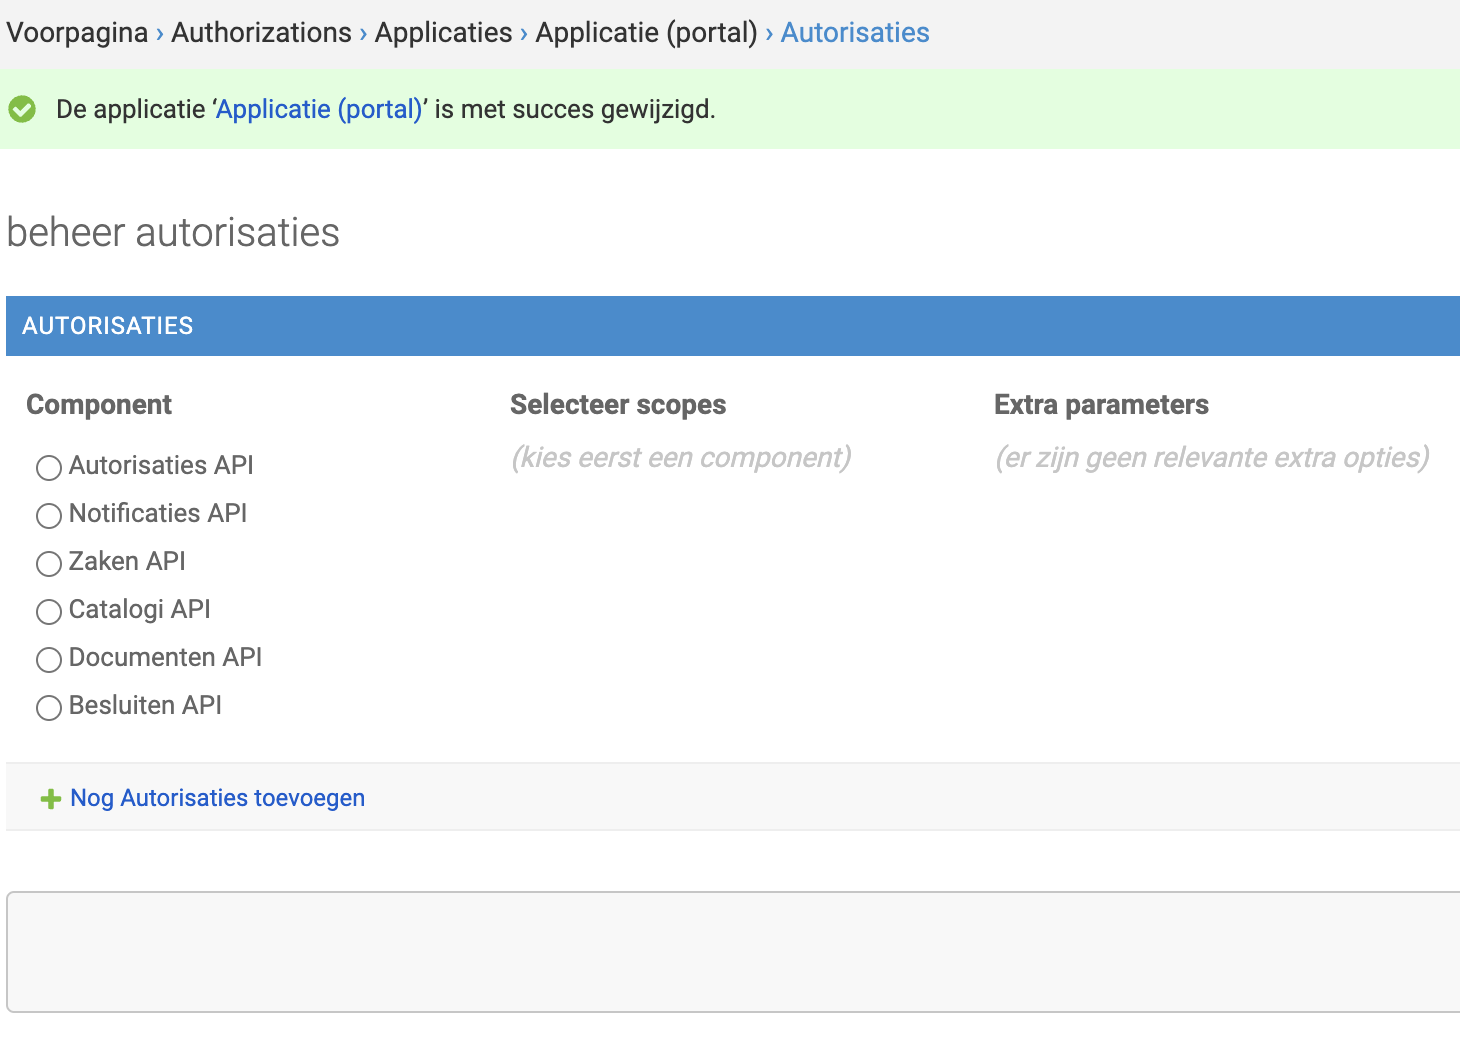 Voorpagina › Authorizations › Applicaties › Applicatie (portal) › Autorisaties
De applicatie ‘Applicatie (portal)’ is met succes gewijzigd.
beheer autorisaties
AUTORISATIES
Component
Selecteer scopes
Extra parameters
Autorisaties API
(kies eerst een component)
(er zijn geen relevante extra opties)
Notificaties API
Zaken API
Catalogi API
Documenten API
Besluiten API
Nog Autorisaties toevoegen